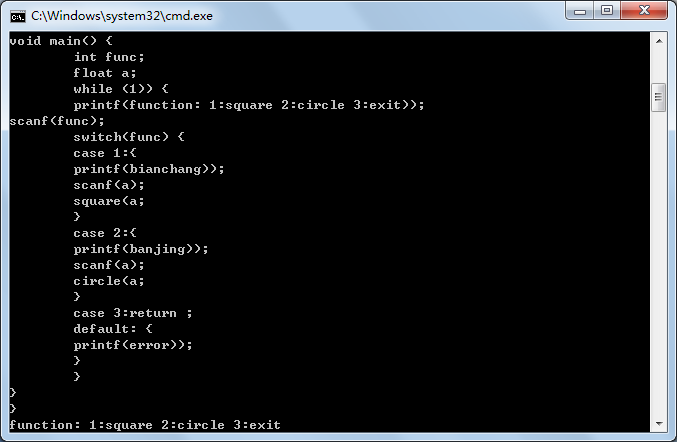 C:\Windows\system32\cmd.exe
void main() {
int func;
float a;
while (1)) {
printf(function: 1:square 2:circle 3:exit));
scanf(func);
switch(func) {
case 1:{
printf(bianchang));
scanf(a);
square(a;
}
case 2:{
printf(banjing));
scanf(a);
circle(a;
}
case 3:return ;
default: {
printf(error));
}
}
}
}
function: 1:square 2:circle 3:exit